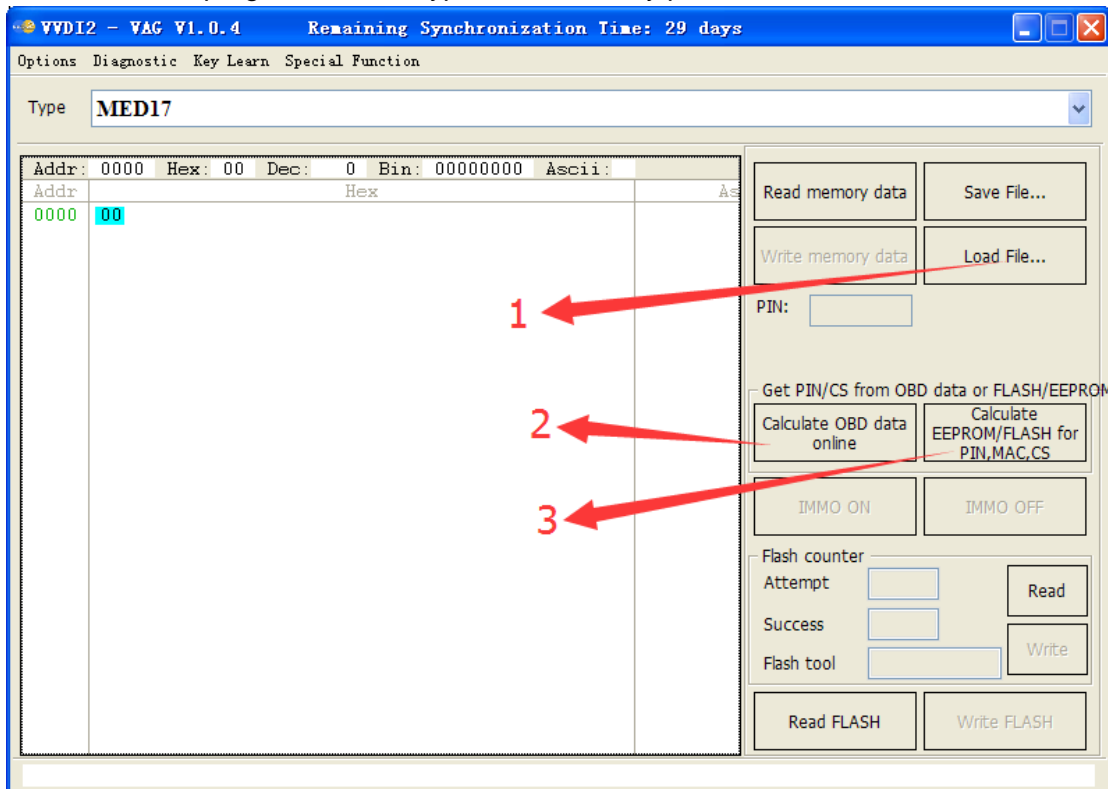 VVDI2 - VAG V1.0.4 Remaining Synchronization Time: 29 days
Options Diagnostic Key Learn Special Function
Type MED17
Addr: 0000 Hex: 00 Dec: 0 Bin: 00000000 Ascii:
Addr Hex As
0000 00
Read memory data Save File...
Write memory data Load File...
1
PIN:
Get PIN/CS from OBD data or FLASH/EEPROM
2
Calculate OBD data
online
Calculate
EEPROM/FLASH for
PIN,MAC,CS
3
IMMO ON IMMO OFF
Flash counter
Attempt
Read
Success
Write
Flash tool
Read FLASH Write FLASH